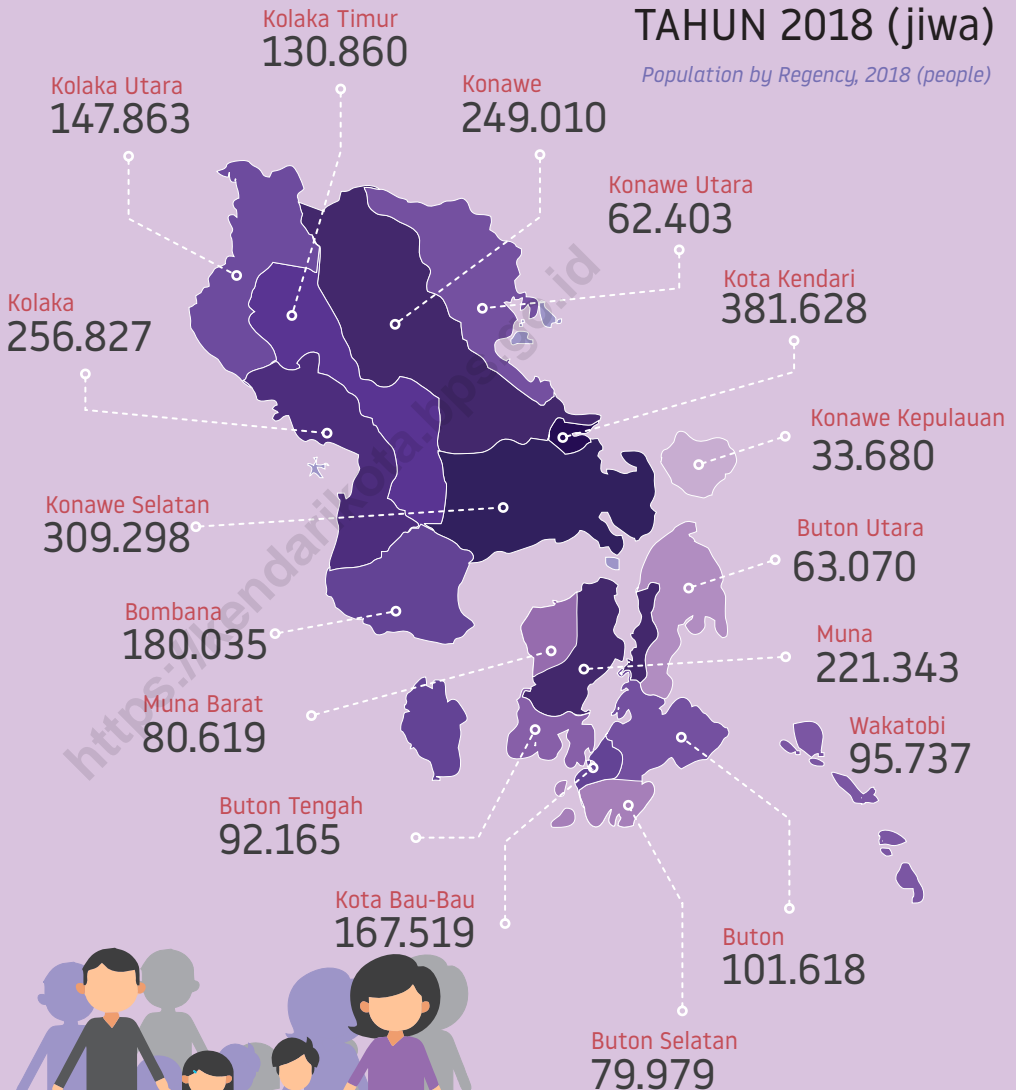 TAHUN 2018 (jiwa)
Population by Regency, 2018 (people)
Kolaka Timur
130.860
Kolaka Utara
147.863
Konawe
249.010
Konawe Utara
62.403
Kota Kendari
381.628
Kolaka
256.827
Konawe Kepulauan
33.680
Konawe Selatan
309.298
Buton Utara
63.070
Bombana
180.035
Muna
221.343
Muna Barat
80.619
Wakatobi
95.737
Buton Tengah
92.165
Kota Bau-Bau
167.519
Buton
101.618
Buton Selatan
79.979
https://kendarikota.bps.go.id